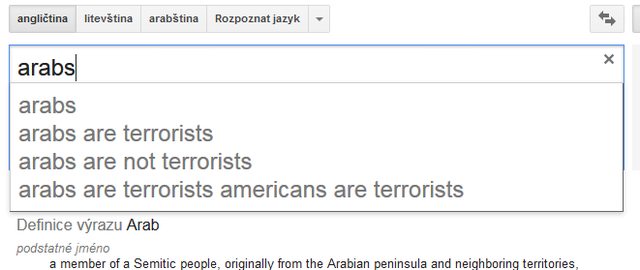 angličtina litevština arabština Rozpoznat jazyk
arabs
arabs
arabs are terrorists
arabs are not terrorists
arabs are terrorists americans are terrorists
Definice výrazu Arab
podstatné jméno
a member of a Semitic people, originally from the Arabian peninsula and neighboring territories,